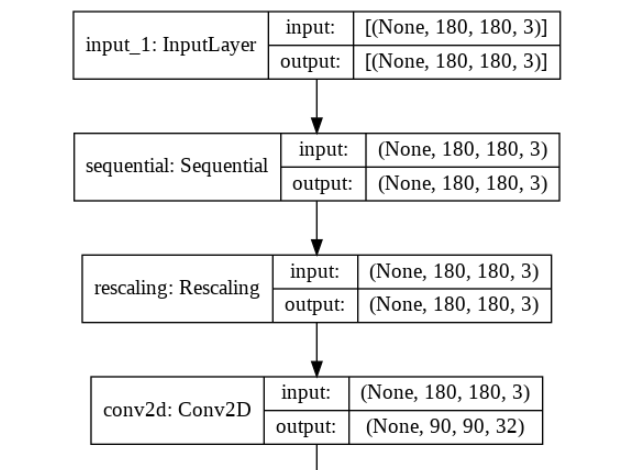 input_1: InputLayer
input: [(None, 180, 180, 3)]
output: [(None, 180, 180, 3)]
sequential: Sequential
input: (None, 180, 180, 3)
output: (None, 180, 180, 3)
rescaling: Rescaling
input: (None, 180, 180, 3)
output: (None, 180, 180, 3)
conv2d: Conv2D
input: (None, 180, 180, 3)
output: (None, 90, 90, 32)